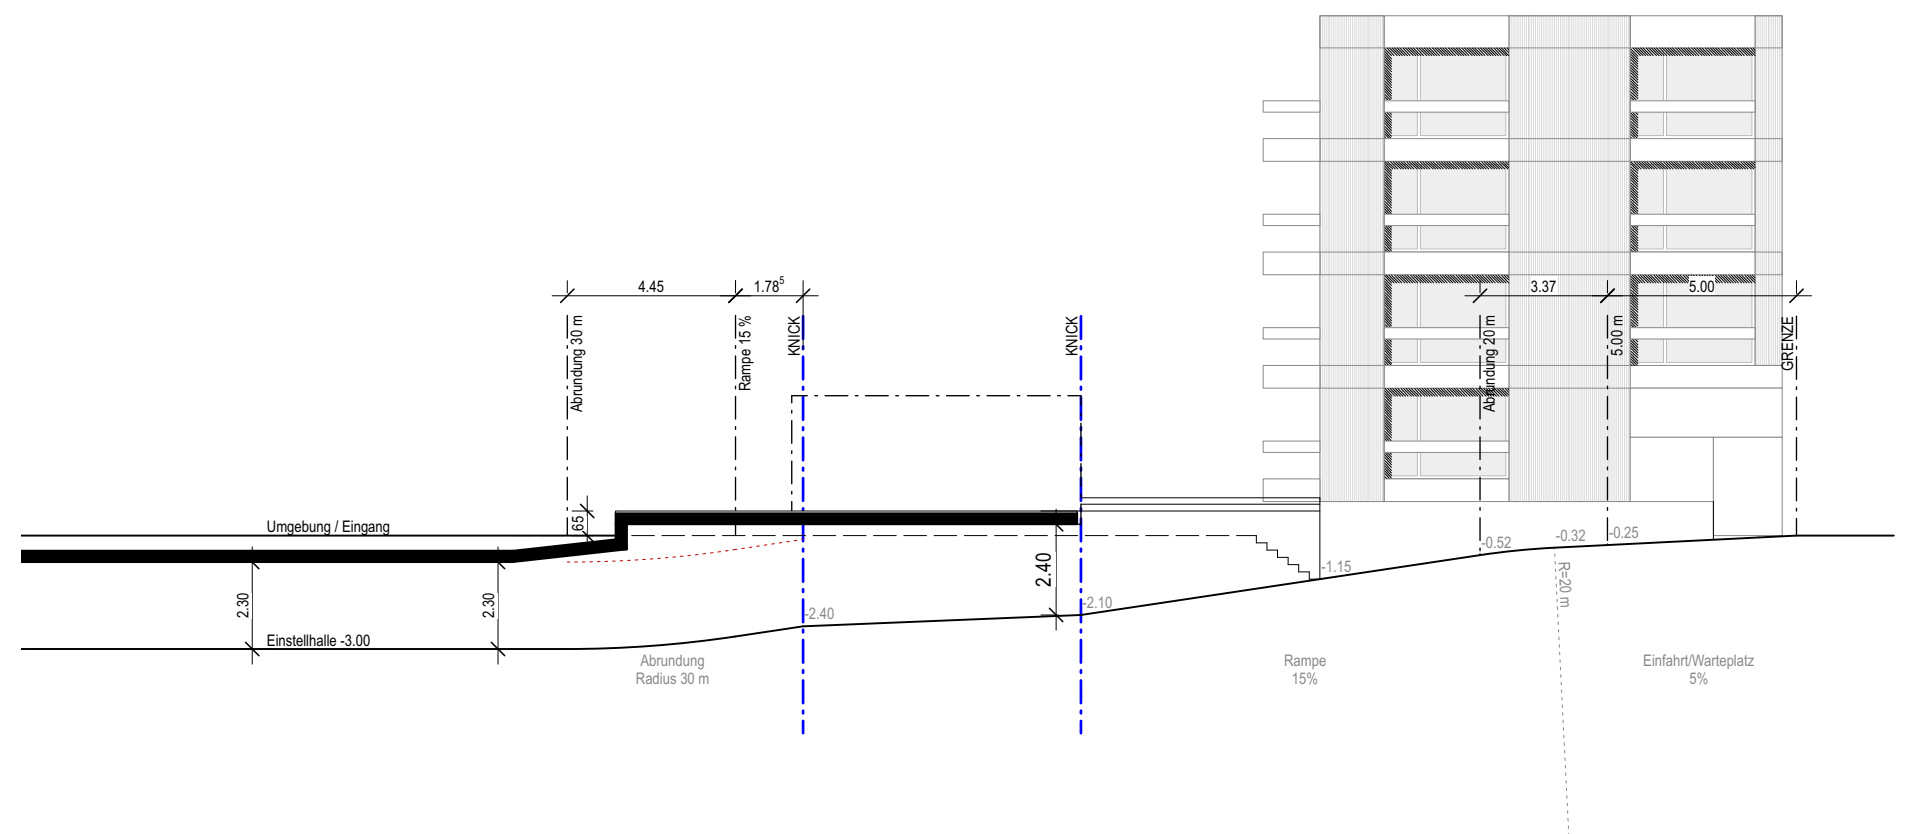 4.45
1.78⁵
3.37
5.00
Abrundung 30 m
Rampe 15 %
KNICK
KNICK
Abrundung 20 m
5.00 m
GRENZE
65
Umgebung / Eingang
2.40
-0.52
-0.32
-0.25
-1.15
R=20 m
2.30
2.30
-2.40
-2.10
Einstellhalle -3.00
Abrundung
Radius 30 m
Rampe
15%
Einfahrt/Warteplatz
5%